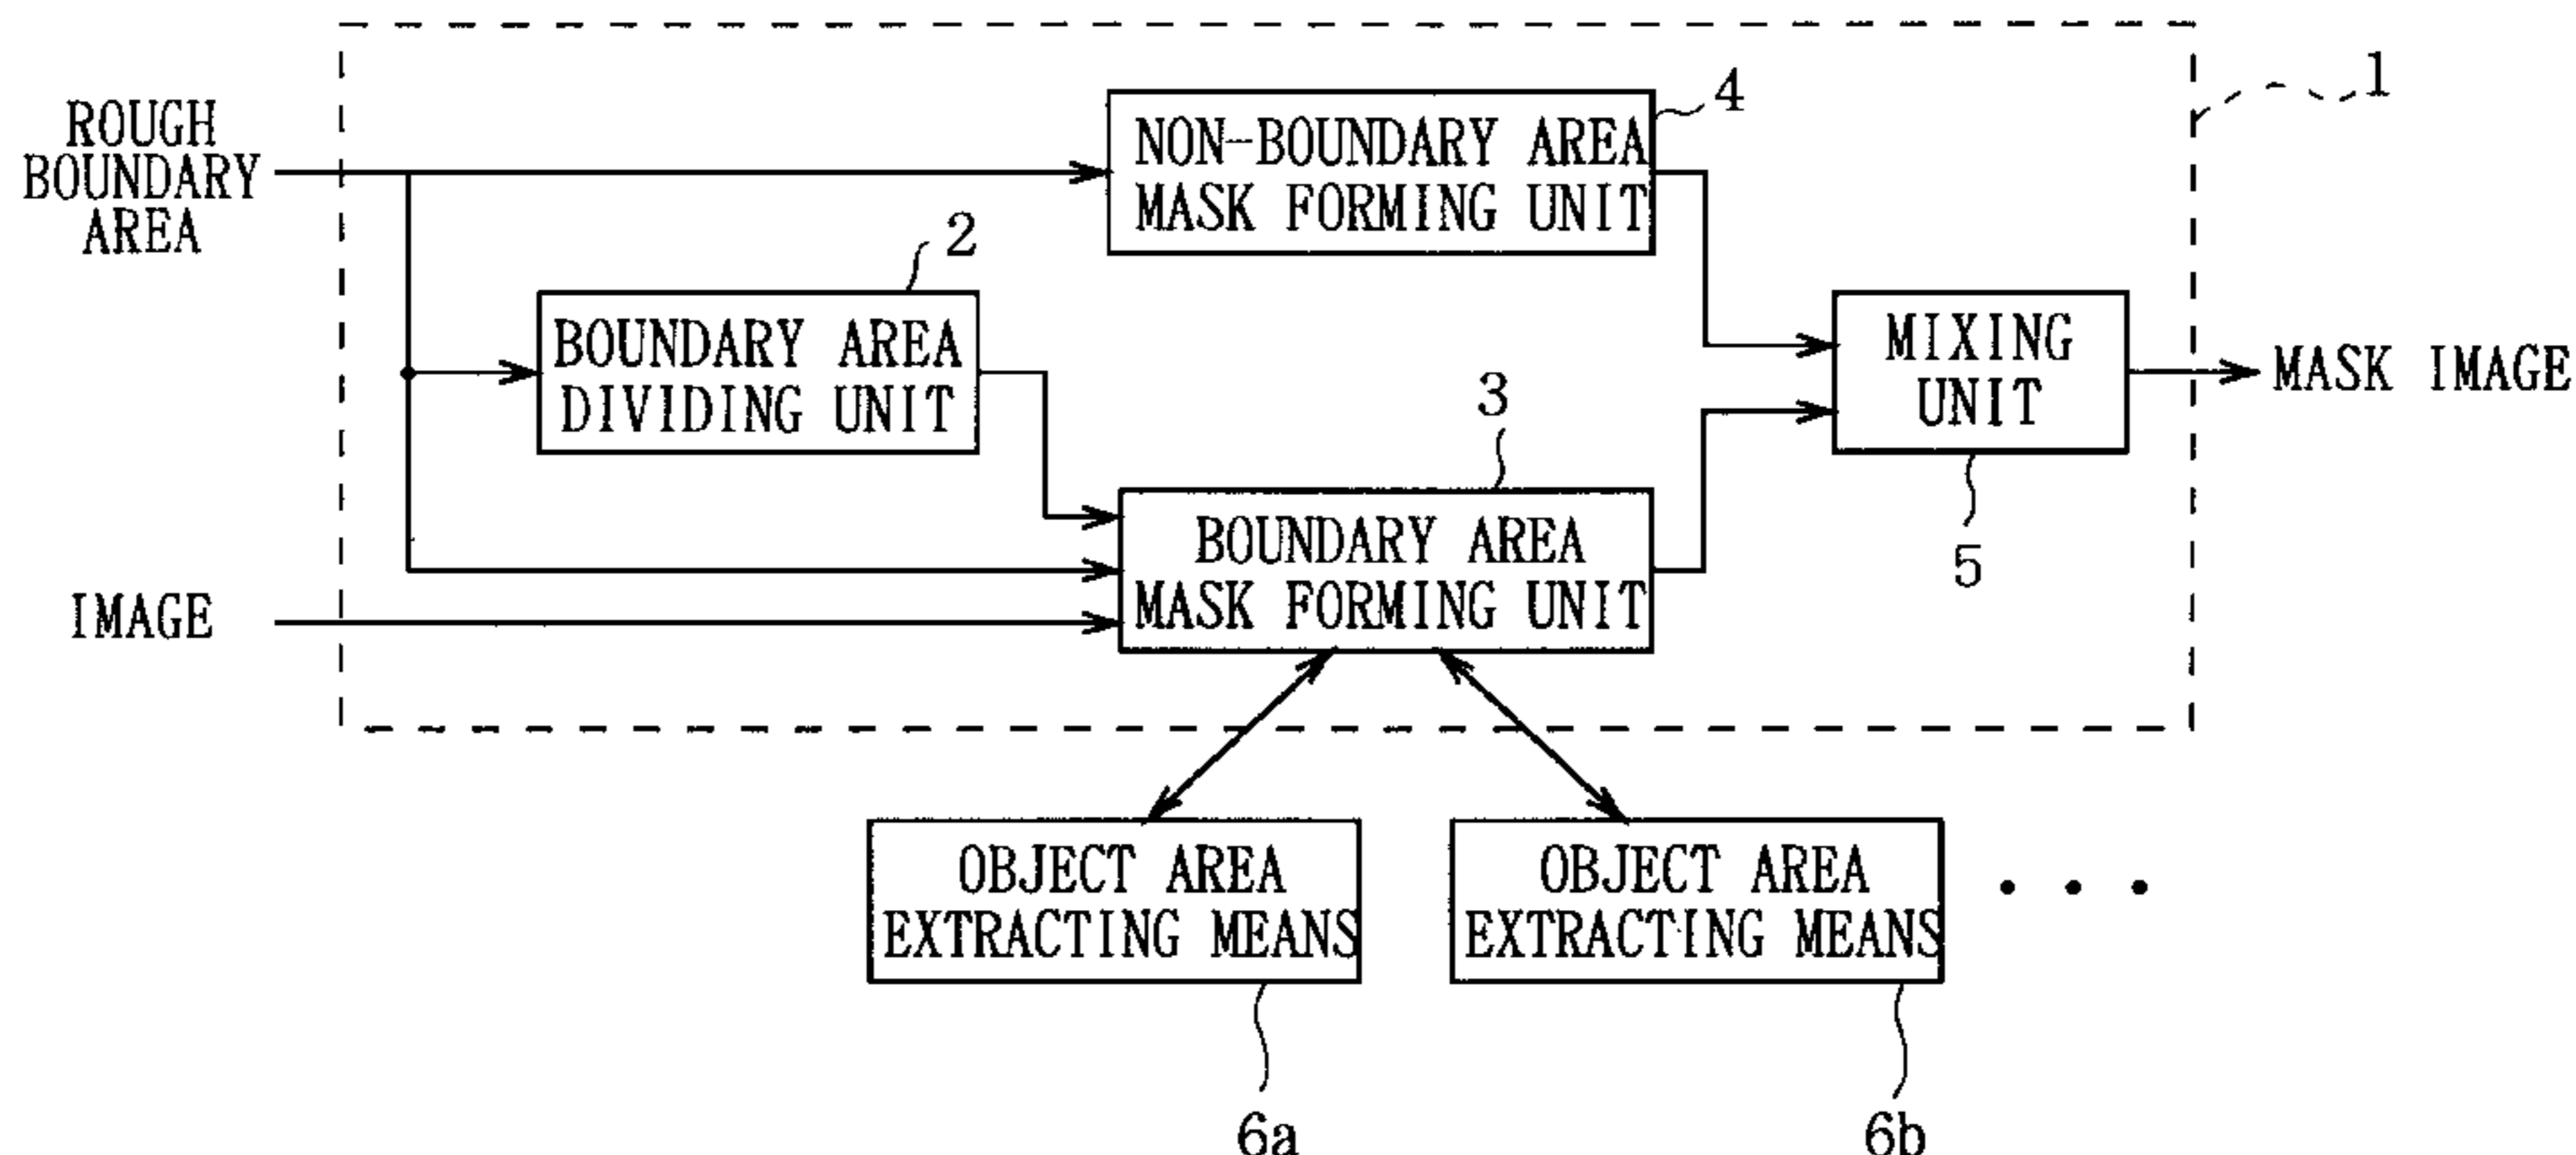 1
ROUGH
BOUNDARY
AREA
4
NON-BOUNDARY AREA
MASK FORMING UNIT
2
BOUNDARY AREA
DIVIDING UNIT
MIXING
UNIT
5
MASK IMAGE
3
BOUNDARY AREA
MASK FORMING UNIT
IMAGE
OBJECT AREA
EXTRACTING MEANS
6a
OBJECT AREA
EXTRACTING MEANS
6b